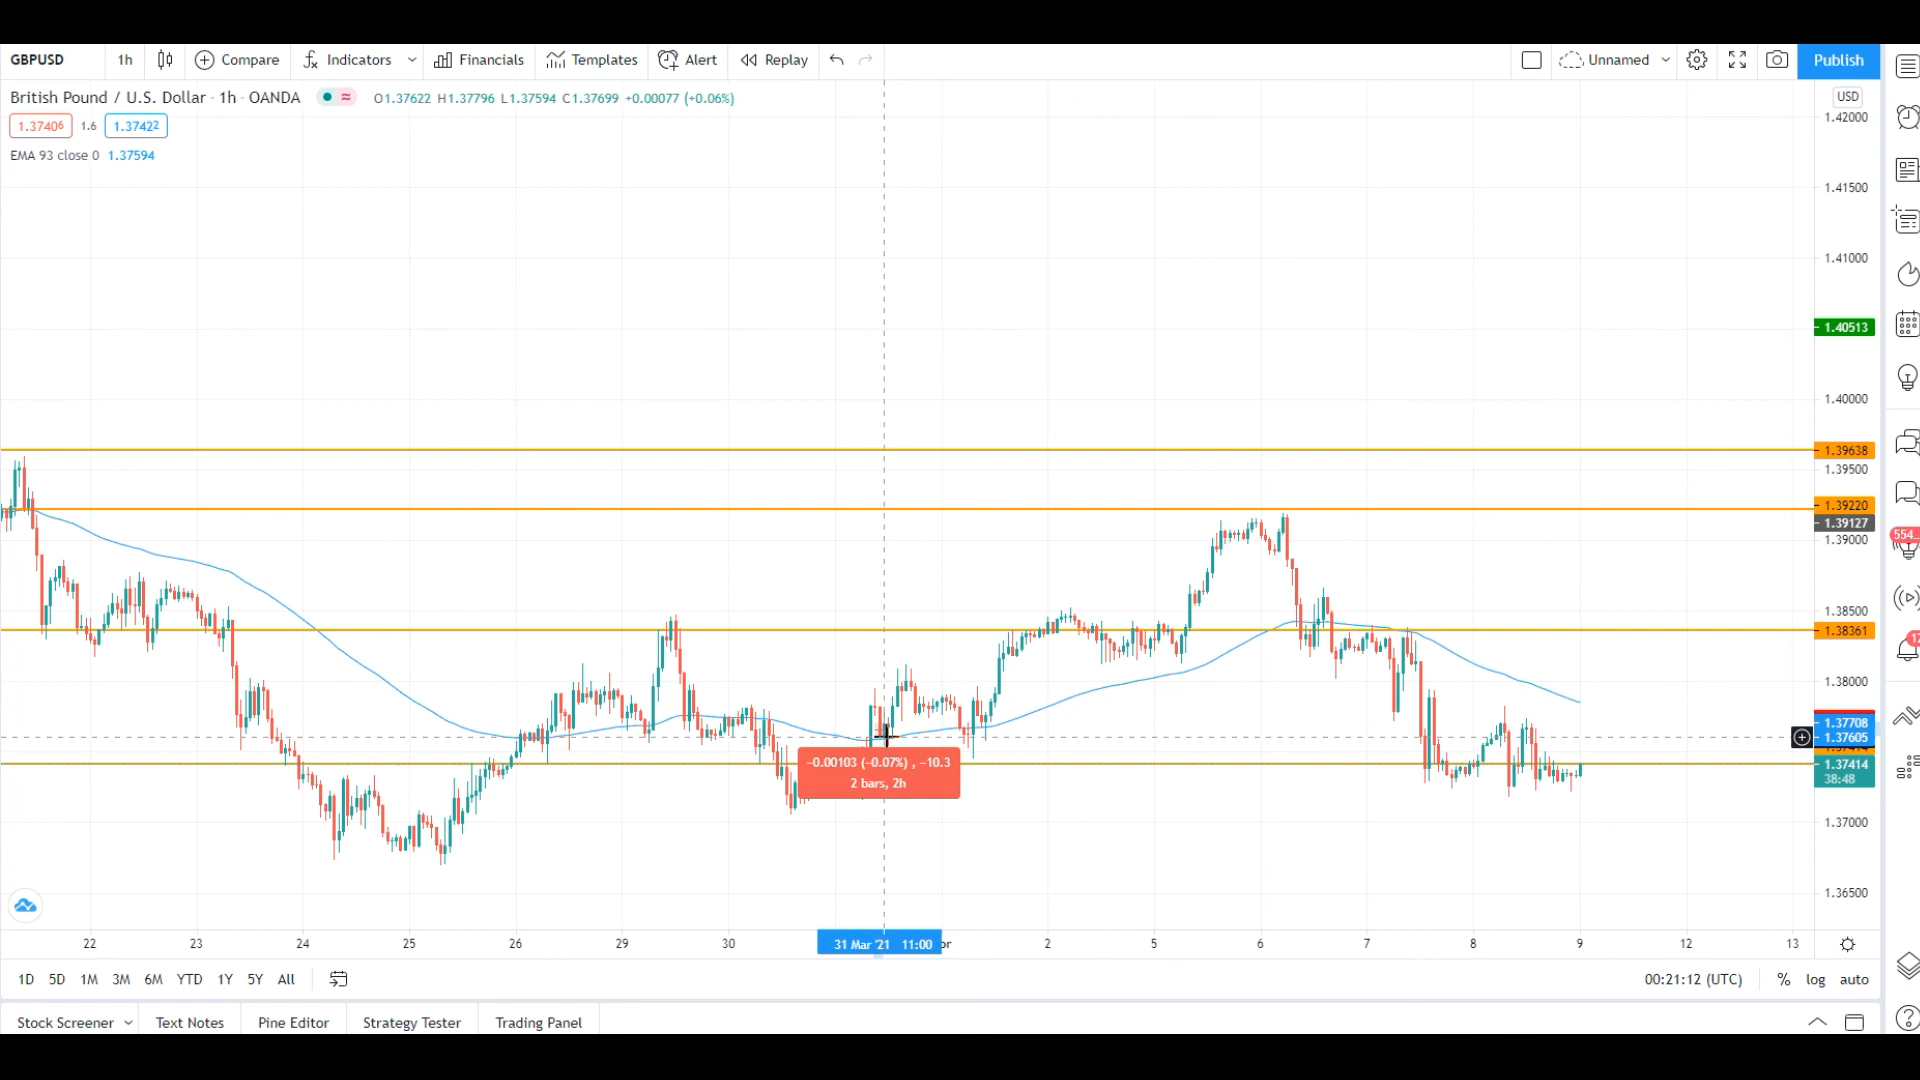 GBPUSD 1h Compare Indicators Financials Templates Alert Replay Unnamed Publish
British Pound / U.S. Dollar · 1h · OANDA O1.37622 H1.37796 L1.37594 C1.37699 +0.00077 (+0.06%)
USD
1.37406 1.6 1.37422
EMA 93 close 0 1.37594
1.42000
1.41500
1.41000
1.40513
1.40000
1.39638
1.39500
1.39220
1.39127
1.39000
1.38500
1.38361
1.38000
1.37708
1.37605
1.37414
38:48
1.37000
1.36500
554
17
−0.00103 (−0.07%) , −10.3
2 bars, 2h
22 23 24 25 26 29 30 31 Mar '21 11:00 2 5 6 7 8 9 12 13
1D 5D 1M 3M 6M YTD 1Y 5Y All 00:21:12 (UTC) % log auto
Stock Screener Text Notes Pine Editor Strategy Tester Trading Panel